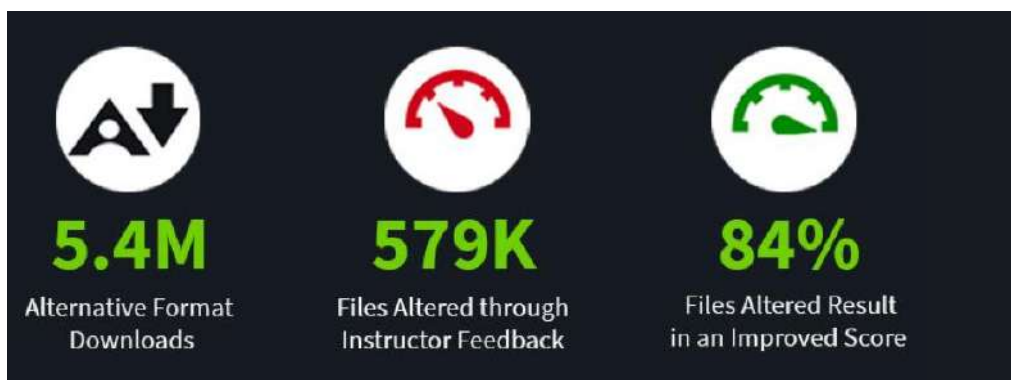 5.4M
Alternative Format
Downloads
579K
Files Altered through
Instructor Feedback
84%
Files Altered Result
in an Improved Score